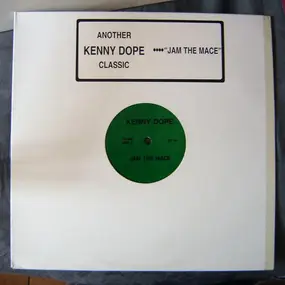 ANOTHER
KENNY DOPE ♦♦♦♦"JAM THE MACE"
CLASSIC
KENNY DOPE
JAM THE MACE